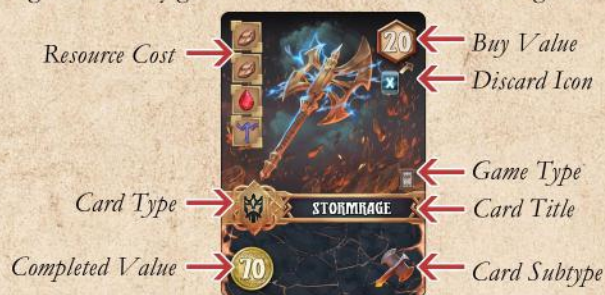 Resource Cost
20
Buy Value
X
Discard Icon
Game Type
Card Type
STORMRAGE
Card Title
Completed Value
70
Card Subtype